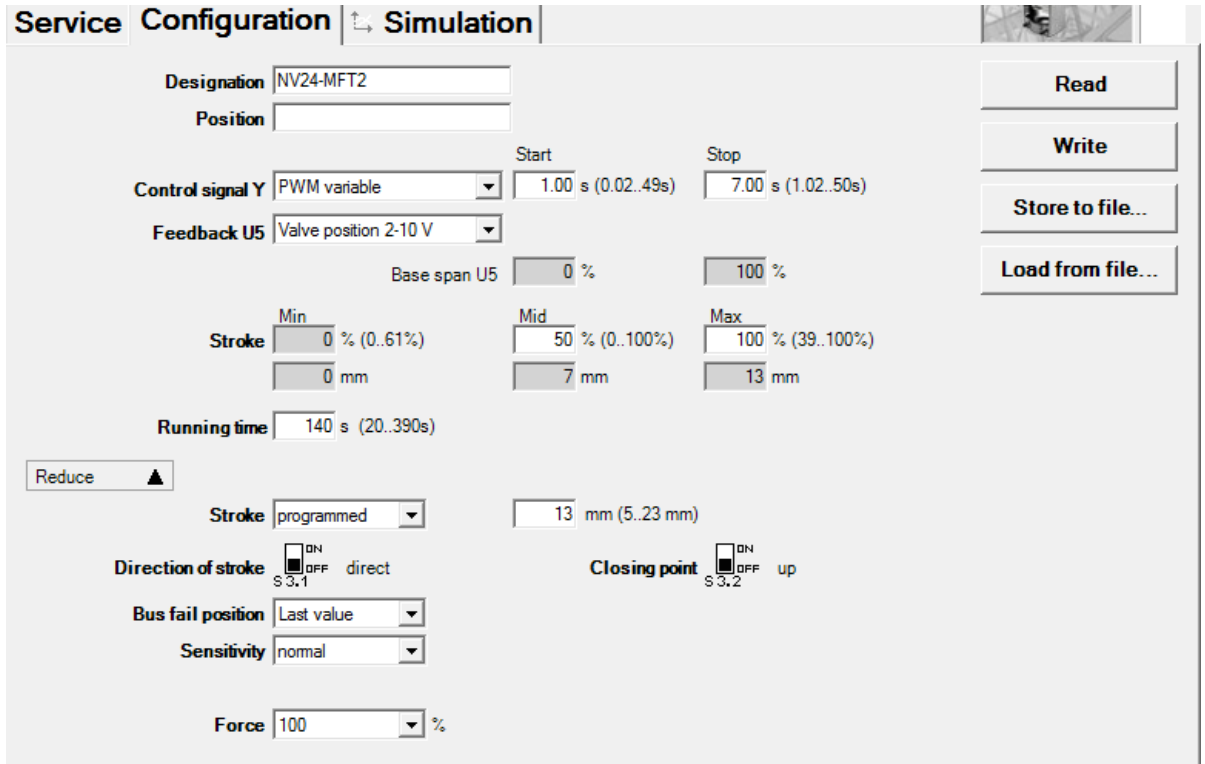 Service Configuration Simulation
Designation NV24-MFT2 Read
Position
Write
Start Stop
Control signal Y PWM variable 1.00 s (0.02..49s) 7.00 s (1.02..50s)
Store to file...
Feedback U5 Valve position 2-10 V
Base span U5 0 % 100 % Load from file...
Min Mid Max
Stroke 0 % (0..61%) 50 % (0..100%) 100 % (39..100%)
0 mm 7 mm 13 mm
Running time 140 s (20..390s)
Reduce
Stroke programmed 13 mm (5..23 mm)
Direction of stroke ON OFF S 3.1 direct Closing point ON OFF S 3.2 up
Bus fail position Last value
Sensitivity normal
Force 100 %